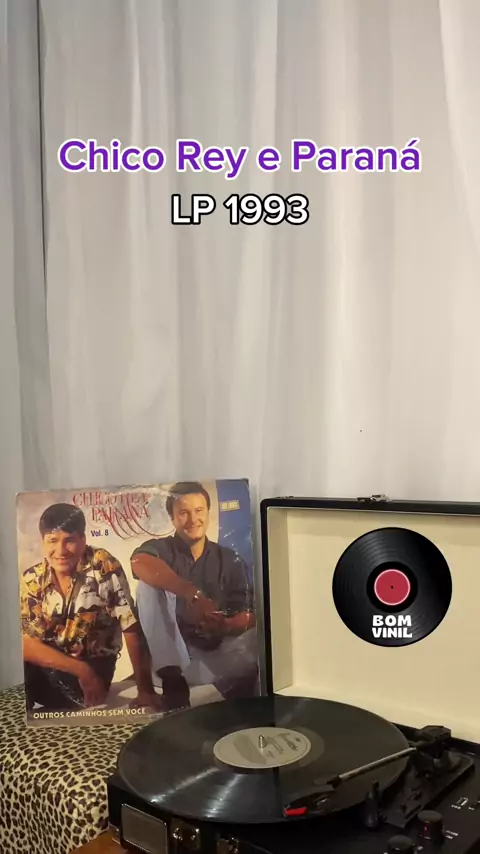 Chico Rey e Paraná
LP 1993
CHICO REY
PARANÁ
Vol. 8
OUTROS CAMINHOS SEM VOCÊ
BOM
VINIL